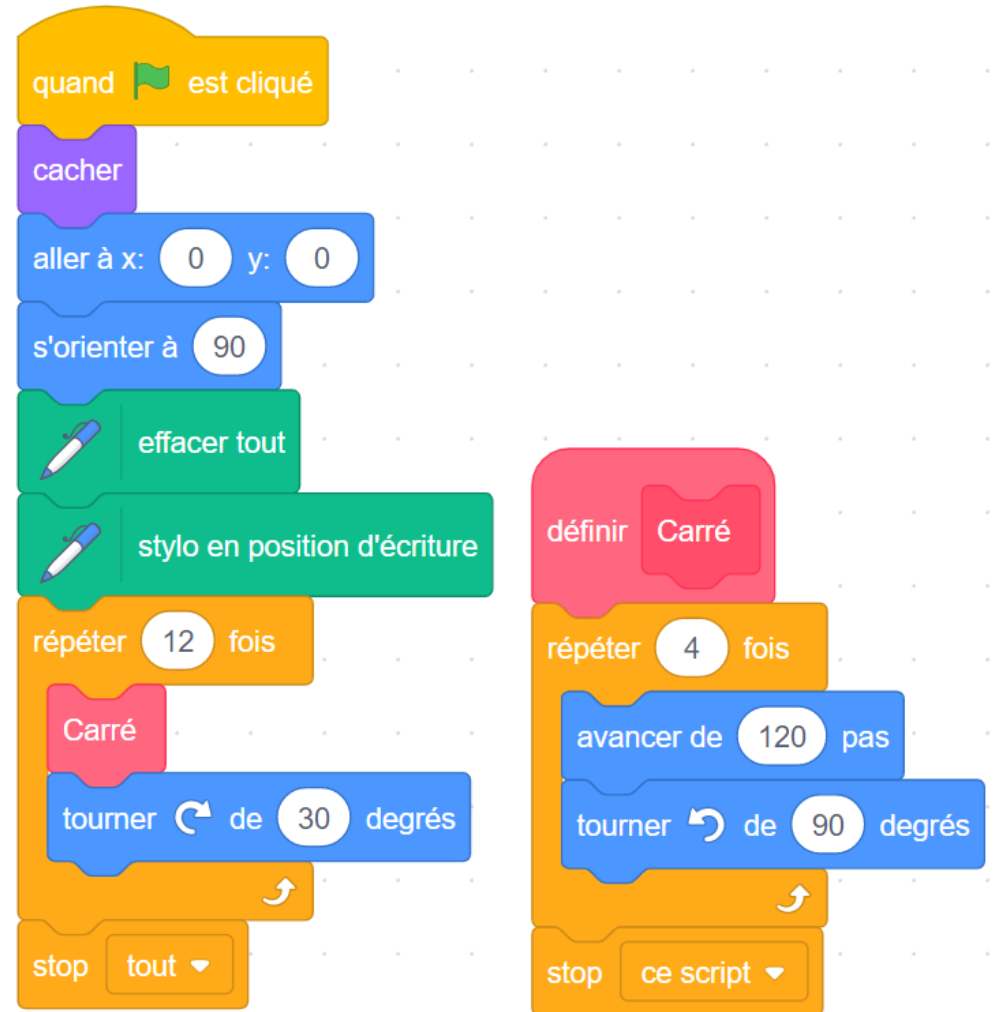 quand est cliqué
cacher
aller à x: 0 y: 0
s'orienter à 90
effacer tout
stylo en position d'écriture
répéter 12 fois
Carré
tourner de 30 degrés
stop tout
définir Carré
répéter 4 fois
avancer de 120 pas
tourner de 90 degrés
stop ce script